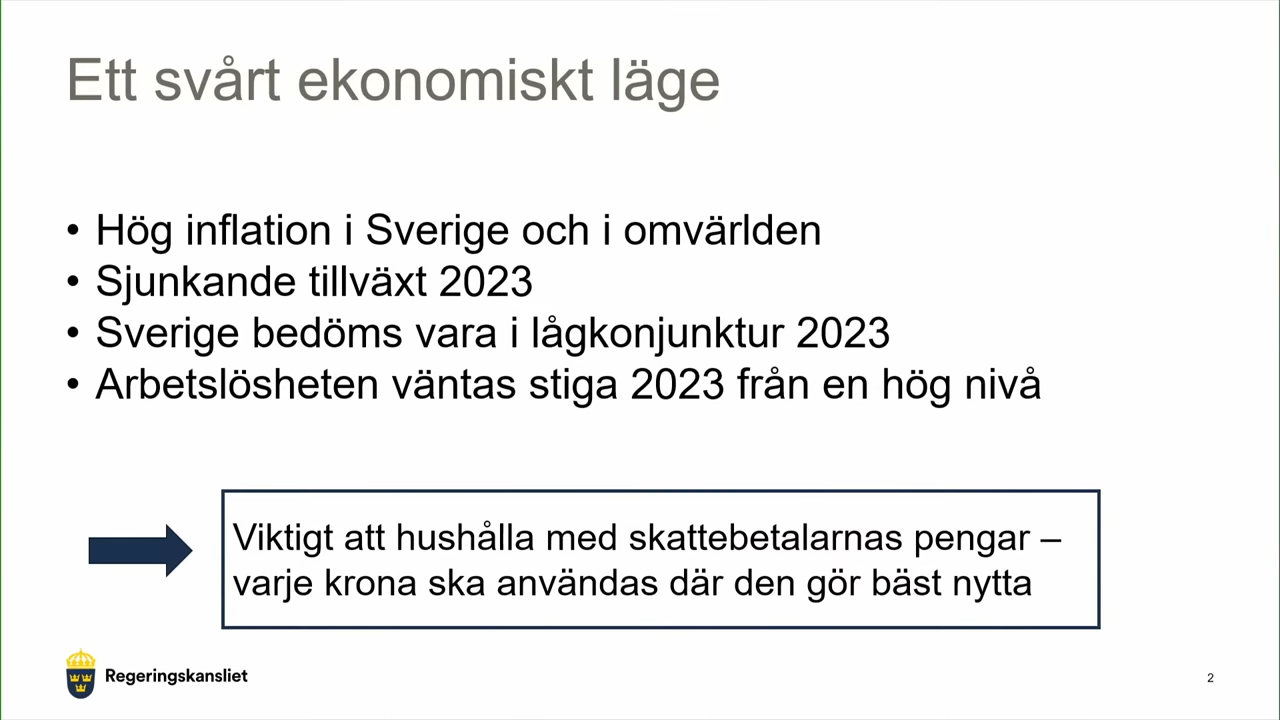 Ett svårt ekonomiskt läge
• Hög inflation i Sverige och i omvärlden
• Sjunkande tillväxt 2023
• Sverige bedöms vara i lågkonjunktur 2023
• Arbetslösheten väntas stiga 2023 från en hög nivå
Viktigt att hushålla med skattebetalarnas pengar –
varje krona ska användas där den gör bäst nytta
Regeringskansliet
2